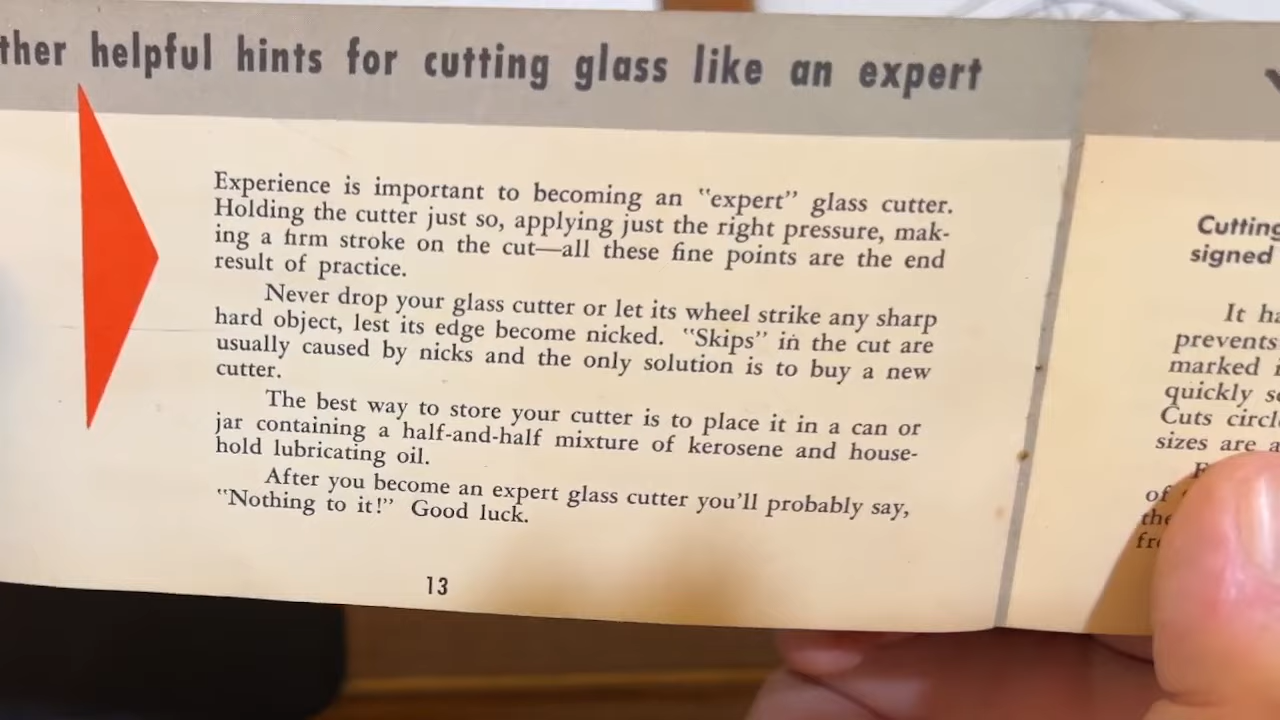 ther helpful hints for cutting glass like an expert
Experience is important to becoming an "expert" glass cutter.
Holding the cutter just so, applying just the right pressure, mak-
ing a firm stroke on the cut—all these fine points are the end
result of practice.
Never drop your glass cutter or let its wheel strike any sharp
hard object, lest its edge become nicked. "Skips" in the cut are
usually caused by nicks and the only solution is to buy a new
cutter.
The best way to store your cutter is to place it in a can or
jar containing a half-and-half mixture of kerosene and house-
hold lubricating oil.
After you become an expert glass cutter you'll probably say,
"Nothing to it!" Good luck.
13
Cutting
signed
It ha
prevents
marked i
quickly
Cuts circl
sizes are a
of
the